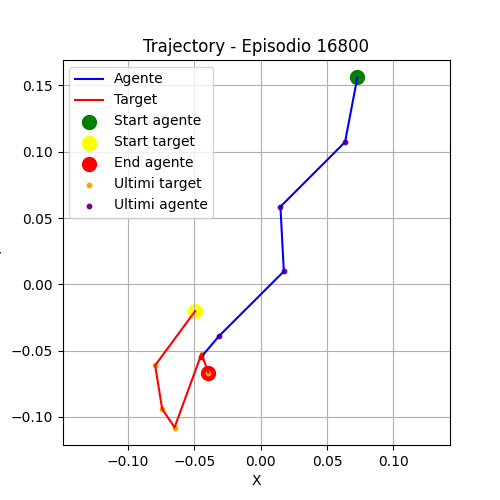 Trajectory - Episodio 16800
Agente
Target
Start agente
Start target
End agente
Ultimi target
Ultimi agente
0.15
0.10
0.05
0.00
−0.05
−0.10
−0.10
−0.05
0.00
0.05
0.10
X